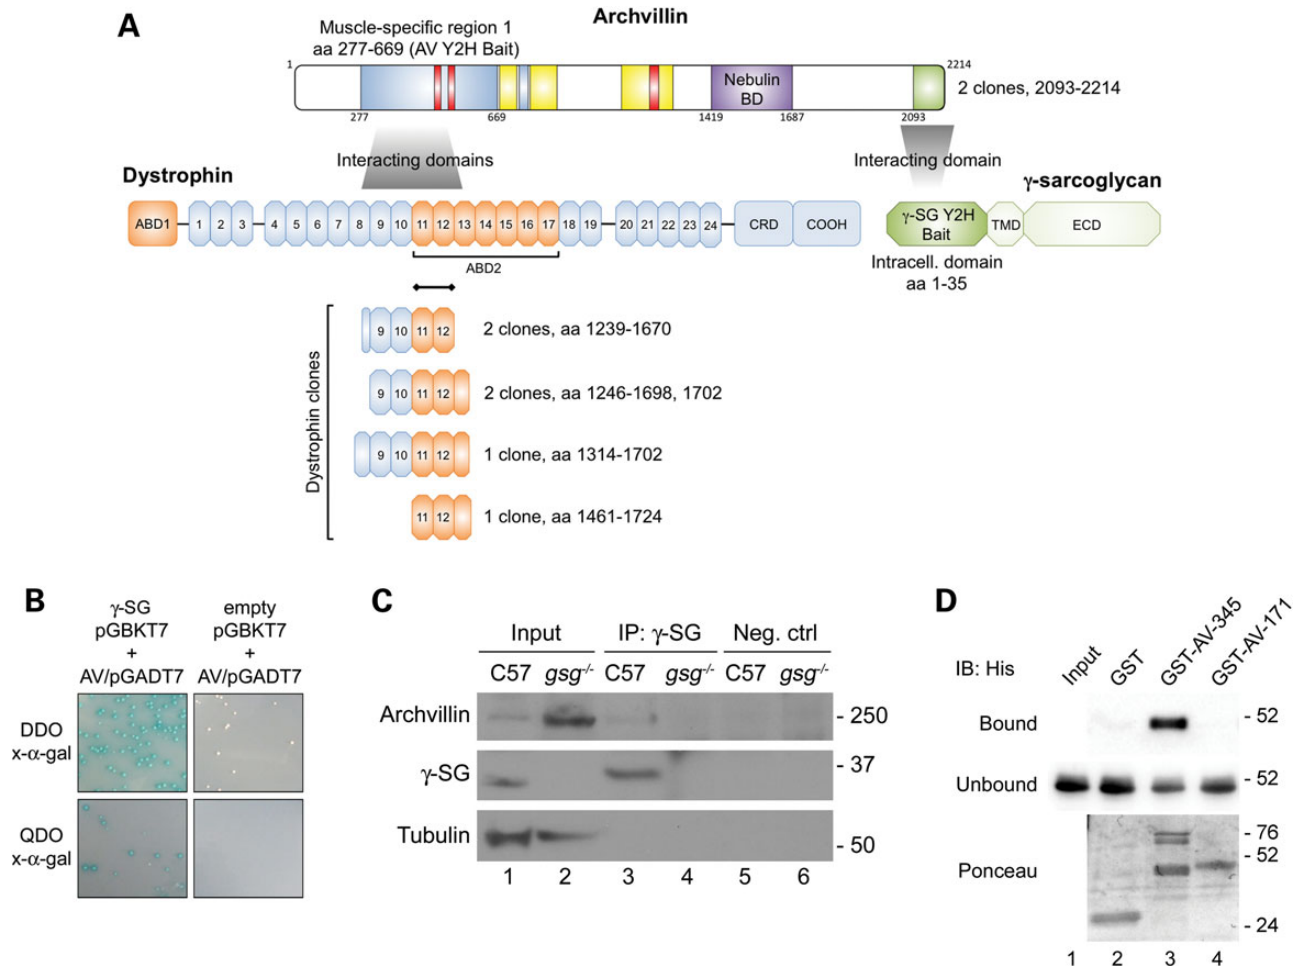 A
Archvillin
Muscle-specific region 1
aa 277-669 (AV Y2H Bait)
1
2214
Nebulin
BD
2 clones, 2093-2214
277
669
1419
1687
2093
Interacting domains
Interacting domain
Dystrophin
γ-sarcoglycan
ABD1 1 2 3 4 5 6 7 8 9 10 11 12 13 14 15 16 17 18 19 20 21 22 23 24 CRD COOH
γ-SG Y2H
Bait
TMD
ECD
ABD2
Intracell. domain
aa 1-35
Dystrophin clones
9 10 11 12
2 clones, aa 1239-1670
9 10 11 12
2 clones, aa 1246-1698, 1702
9 10 11 12
1 clone, aa 1314-1702
11 12
1 clone, aa 1461-1724
B
γ-SG
pGBKT7
+
AV/pGADT7
empty
pGBKT7
+
AV/pGADT7
DDO
x-α-gal
QDO
x-α-gal
C
Input IP: γ-SG Neg. ctrl
C57 gsg-/- C57 gsg-/- C57 gsg-/-
Archvillin - 250
γ-SG - 37
Tubulin - 50
1 2 3 4 5 6
D
IB: His
Input
GST
GST-AV-345
GST-AV-171
Bound - 52
Unbound - 52
Ponceau
- 76
- 52
- 24
1 2 3 4